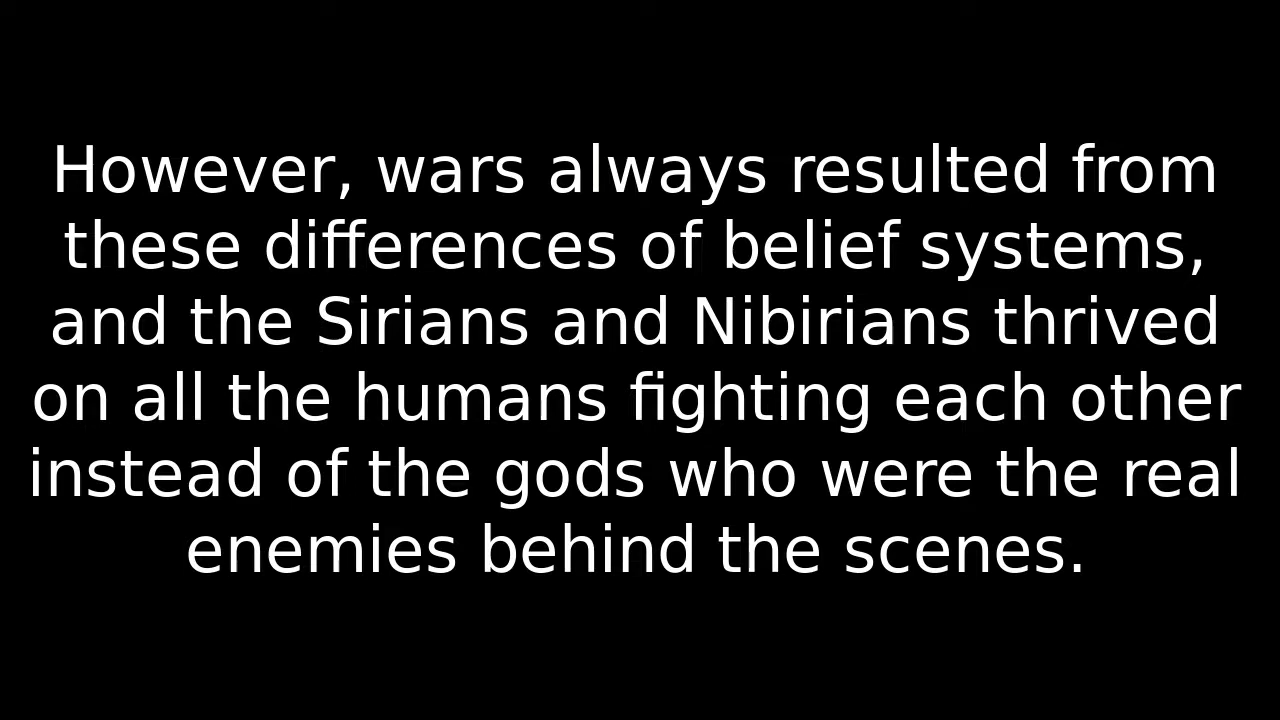 However, wars always resulted from
these differences of belief systems,
and the Sirians and Nibirians thrived
on all the humans fighting each other
instead of the gods who were the real
enemies behind the scenes.